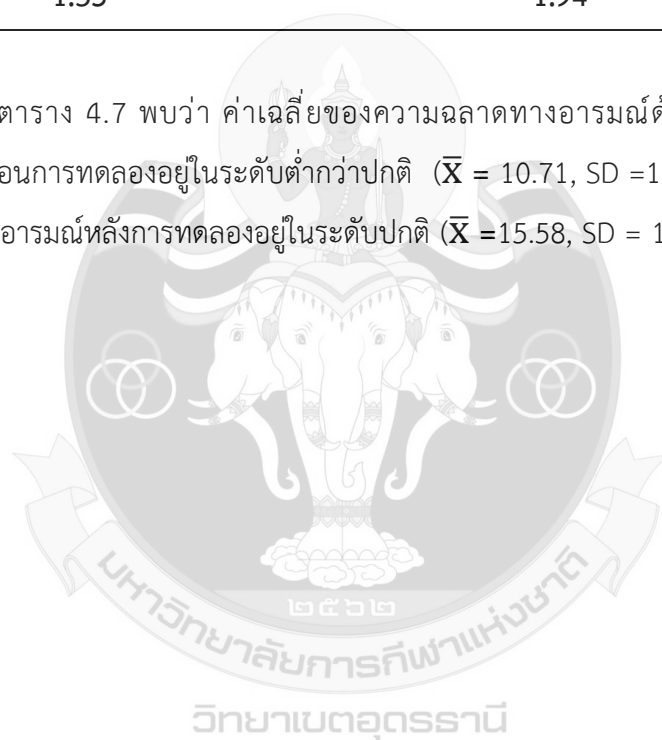 ตาราง 4.7 พบว่า ค่าเฉลี่ยของความฉลาดทางอารมณ์ด้
อนการทดลองอยู่ในระดับต่ำกว่าปกติ (X̅ = 10.71, SD =1
อารมณ์หลังการทดลองอยู่ในระดับปกติ (X̅ =15.58, SD = 1
มหาวิทยาลัยการกีฬาแห่งชาติ
๒๕๖๒
วิทยาเขตอุดรธานี